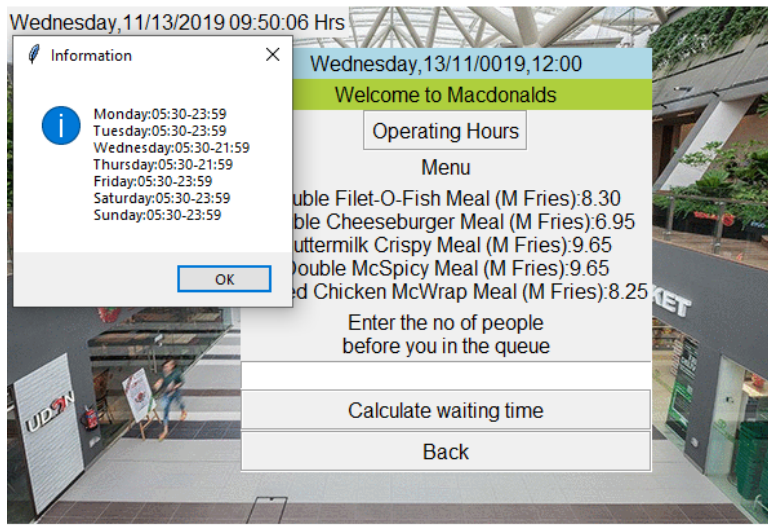 Wednesday,11/13/2019 09:50:06 Hrs
Information
Monday:05:30-23:59
Tuesday:05:30-23:59
Wednesday:05:30-21:59
Thursday:05:30-21:59
Friday:05:30-23:59
Saturday:05:30-23:59
Sunday:05:30-23:59
OK
Wednesday,13/11/0019,12:00
Welcome to Macdonalds
Operating Hours
Menu
uble Filet-O-Fish Meal (M Fries):8.30
ble Cheeseburger Meal (M Fries):6.95
uttermilk Crispy Meal (M Fries):9.65
Double McSpicy Meal (M Fries):9.65
ed Chicken McWrap Meal (M Fries):8.25
Enter the no of people
before you in the queue
Calculate waiting time
Back
UDON
KET